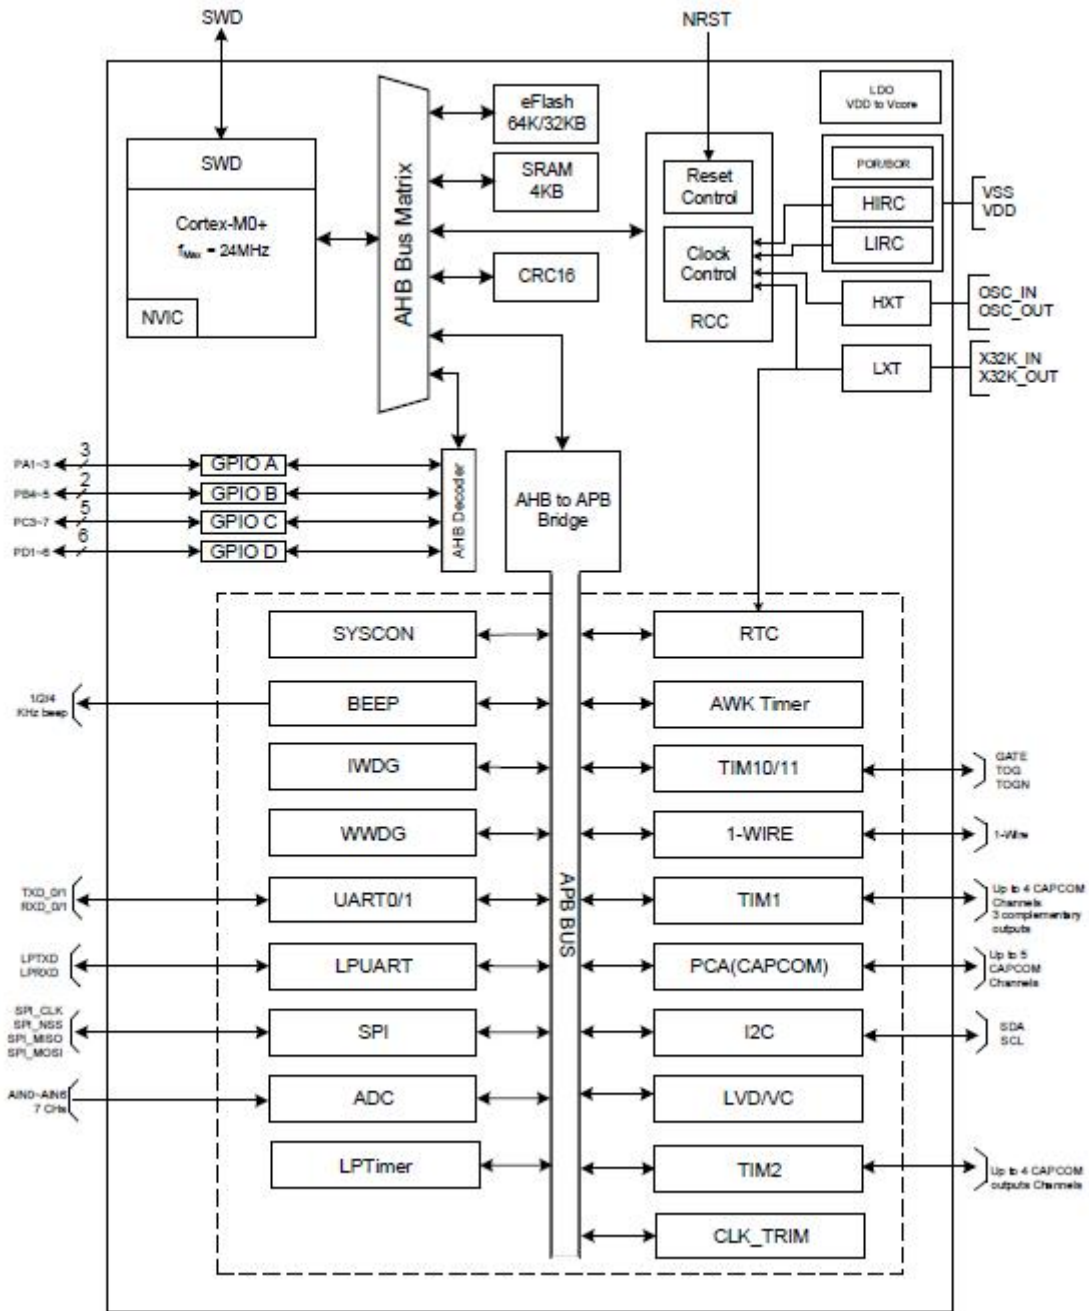 SWD
NRST
LDO
VDD to Vcore
eFlash
64K/32KB
SWD
SRAM
4KB
Reset
Control
POR/BOR
HIRC
VSS
VDD
Cortex-M0+
fMax = 24MHz
AHB Bus Matrix
LIRC
Clock
Control
CRC16
NVIC
RCC
HXT
OSC_IN
OSC_OUT
LXT
X32K_IN
X32K_OUT
PA1~3
3
GPIO A
PB4~5
2
GPIO B
PC3~7
5
GPIO C
PD1~6
6
GPIO D
AHB Decoder
AHB to APB
Bridge
SYSCON
RTC
1/2/4
KHz beep
BEEP
AWK Timer
IWDG
TIM10/11
GATE
TOG
TOGN
WWDG
1-WIRE
1-Wire
APB BUS
TXD_0/1
RXD_0/1
UART0/1
TIM1
Up to 4 CAPCOM
Channels
3 complementary
outputs
LPTXD
LPRXD
LPUART
PCA(CAPCOM)
Up to 5
CAPCOM
Channels
SPI_CLK
SPI_NSS
SPI_MISO
SPI_MOSI
SPI
I2C
SDA
SCL
AIN0~AIN6
7 CHs
ADC
LVD/VC
LPTimer
TIM2
Up to 4 CAPCOM
outputs Channels
CLK_TRIM